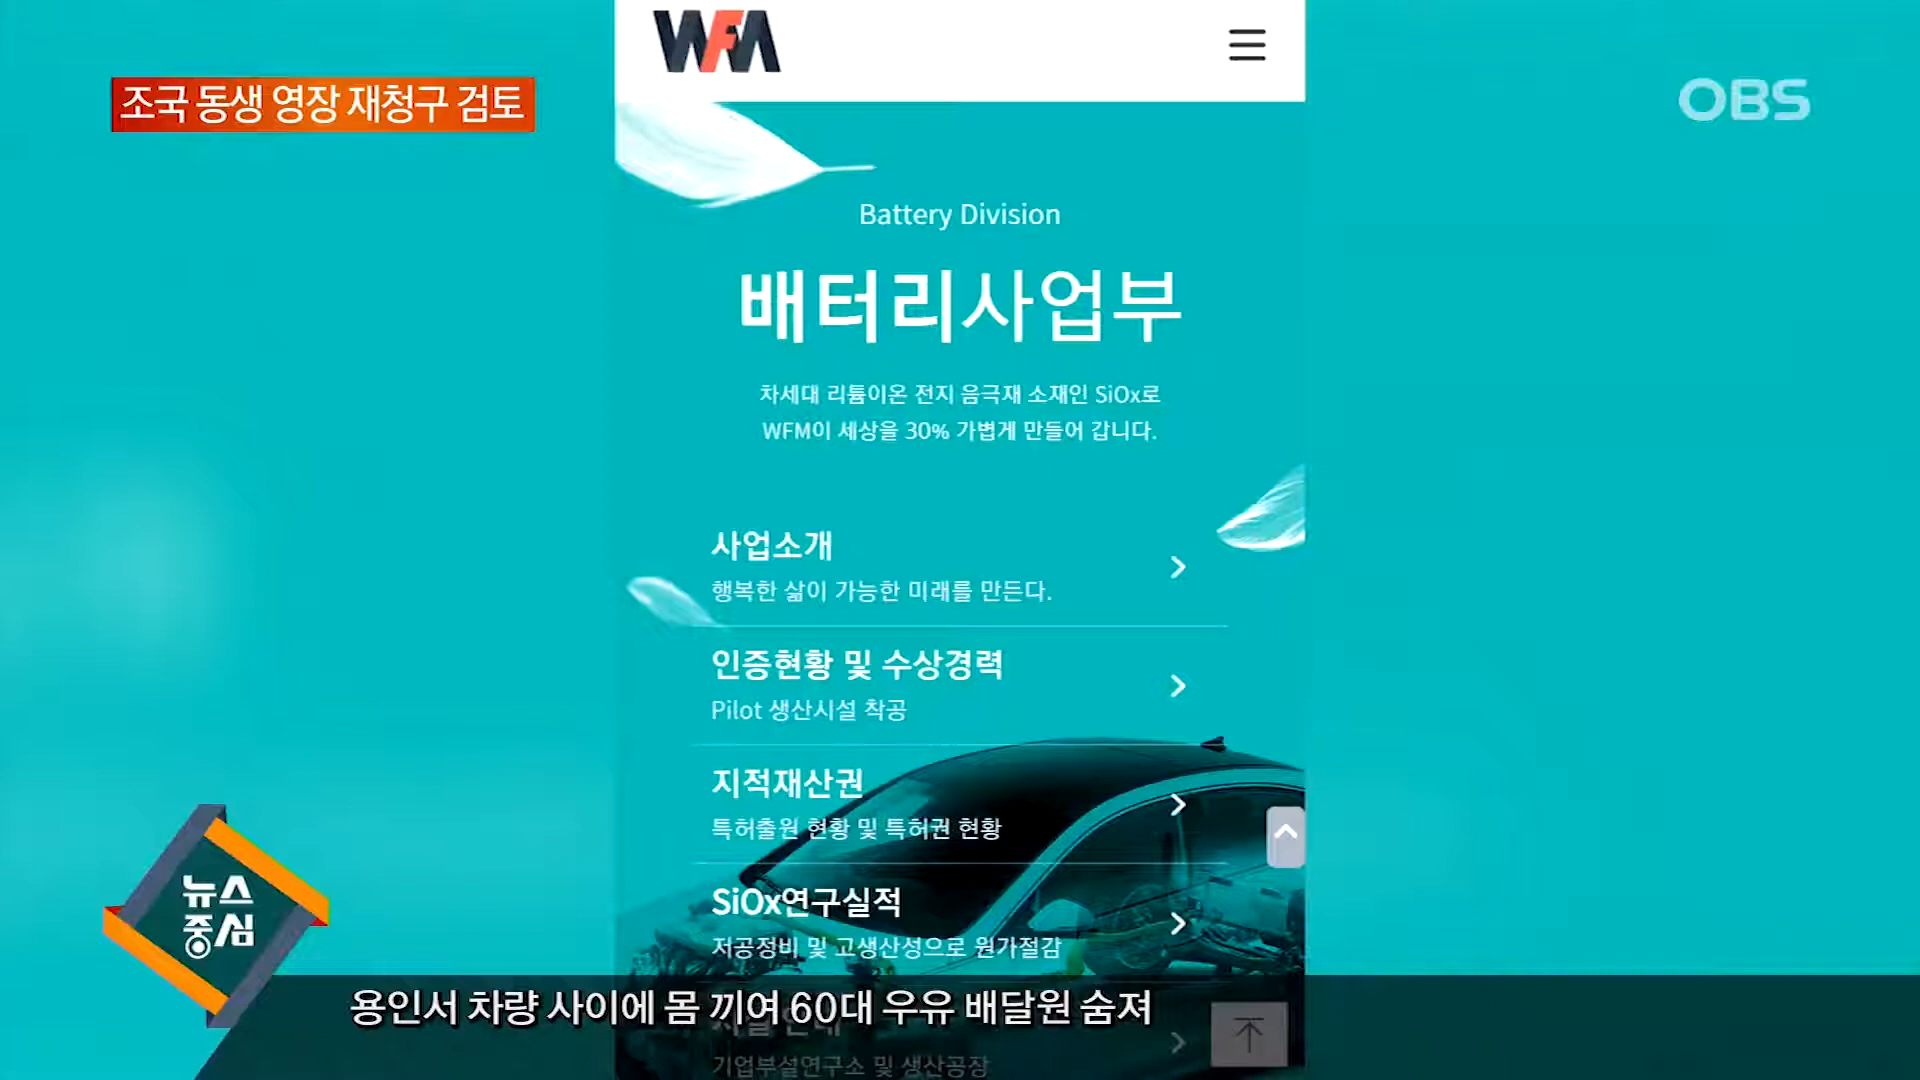 WFM
조국 동생 영장 재청구 검토
OBS
Battery Division
배터리사업부
차세대 리튬이온 전지 음극재 소재인 SiOx로
WFM이 세상을 30% 가볍게 만들어 갑니다.
사업소개
행복한 삶이 가능한 미래를 만든다.
인증현황 및 수상경력
Pilot 생산시설 착공
지적재산권
특허출원 현황 및 특허권 현황
SiOx연구실적
저공정비 및 고생산성으로 원가절감
뉴스
중심
용인서 차량 사이에 몸 끼여 60대 우유 배달원 숨져
기업부설연구소 및 생산공장